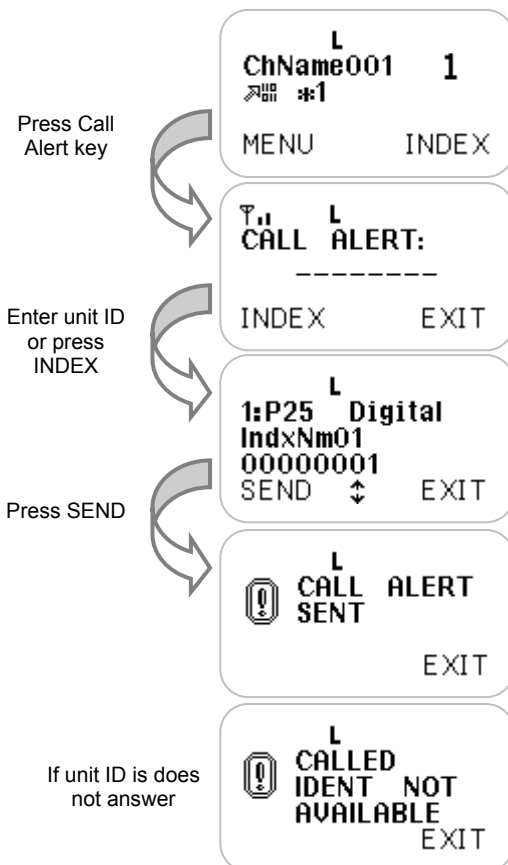 L
ChName001 1
*1
MENU INDEX
Press Call
Alert key
L
CALL ALERT:
--------
INDEX EXIT
Enter unit ID
or press
INDEX
L
1:P25 Digital
IndxNm01
00000001
SEND EXIT
Press SEND
L
CALL ALERT
SENT
EXIT
If unit ID is does
not answer
L
CALLED
IDENT NOT
AVAILABLE
EXIT